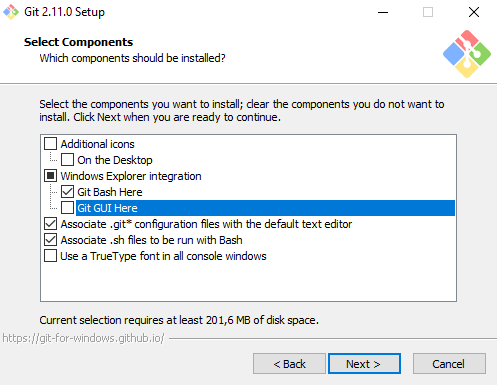 Git 2.11.0 Setup
Select Components
Which components should be installed?
Select the components you want to install; clear the components you do not want to
install. Click Next when you are ready to continue.
Additional icons
On the Desktop
Windows Explorer integration
Git Bash Here
Git GUI Here
Associate .git* configuration files with the default text editor
Associate .sh files to be run with Bash
Use a TrueType font in all console windows
Current selection requires at least 201,6 MB of disk space.
https://git-for-windows.github.io/
< Back Next > Cancel